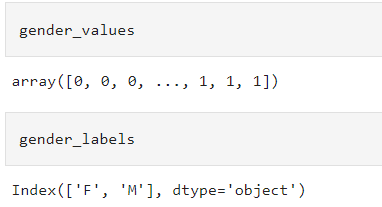 gender_values
array([0, 0, 0, ..., 1, 1, 1])
gender_labels
Index(['F', 'M'], dtype='object')